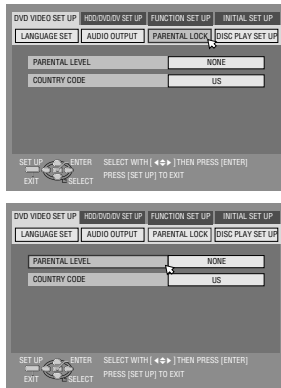 DVD VIDEO SET UP HDD/DVD/DV SET UP FUNCTION SET UP INITIAL SET UP
LANGUAGE SET AUDIO OUTPUT PARENTAL LOCK DISC PLAY SET UP
PARENTAL LEVEL NONE
COUNTRY CODE US
SET UP ENTER SELECT WITH [ ] THEN PRESS [ENTER]
EXIT SELECT PRESS [SET UP] TO EXIT
DVD VIDEO SET UP HDD/DVD/DV SET UP FUNCTION SET UP INITIAL SET UP
LANGUAGE SET AUDIO OUTPUT PARENTAL LOCK DISC PLAY SET UP
PARENTAL LEVEL NONE
COUNTRY CODE US
SET UP ENTER SELECT WITH [ ] THEN PRESS [ENTER]
EXIT SELECT PRESS [SET UP] TO EXIT